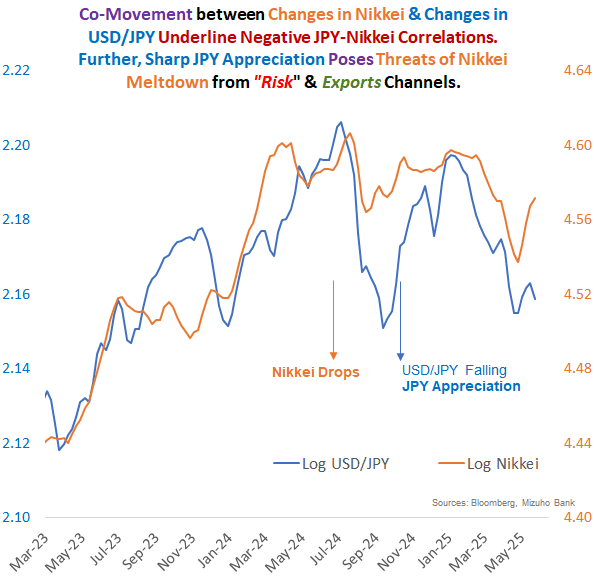 Co-Movement between Changes in Nikkei & Changes in
USD/JPY Underline Negative JPY-Nikkei Correlations.
Further, Sharp JPY Appreciation Poses Threats of Nikkei
Meltdown from "Risk" & Exports Channels.
2.22
2.20
2.18
2.16
2.14
2.12
2.10
4.64
4.60
4.56
4.52
4.48
4.44
4.40
Nikkei Drops
USD/JPY Falling
JPY Appreciation
Log USD/JPY
Log Nikkei
Sources: Bloomberg, Mizuho Bank
Mar-23
May-23
Jul-23
Sep-23
Nov-23
Jan-24
Mar-24
May-24
Jul-24
Sep-24
Nov-24
Jan-25
Mar-25
May-25